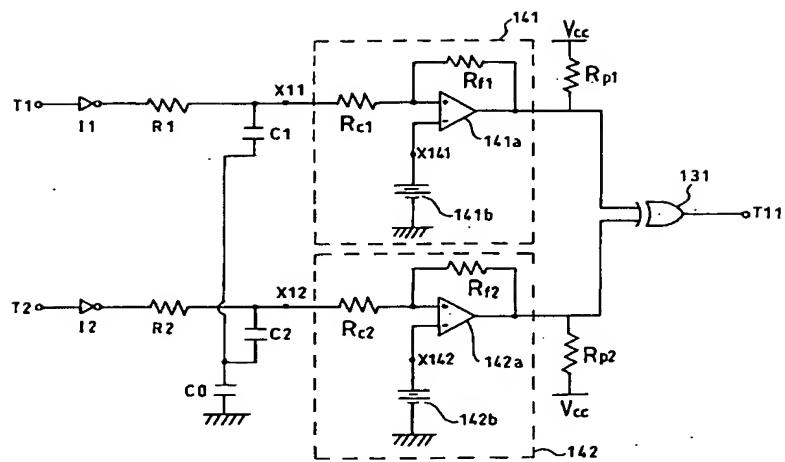 141
Vcc
Rf1
Rp1
T1
I1
R1
X11
Rc1
C1
141a
X141
141b
131
T11
T2
I2
R2
X12
Rc2
Rf2
C2
X142
142a
Rp2
C0
142b
Vcc
142